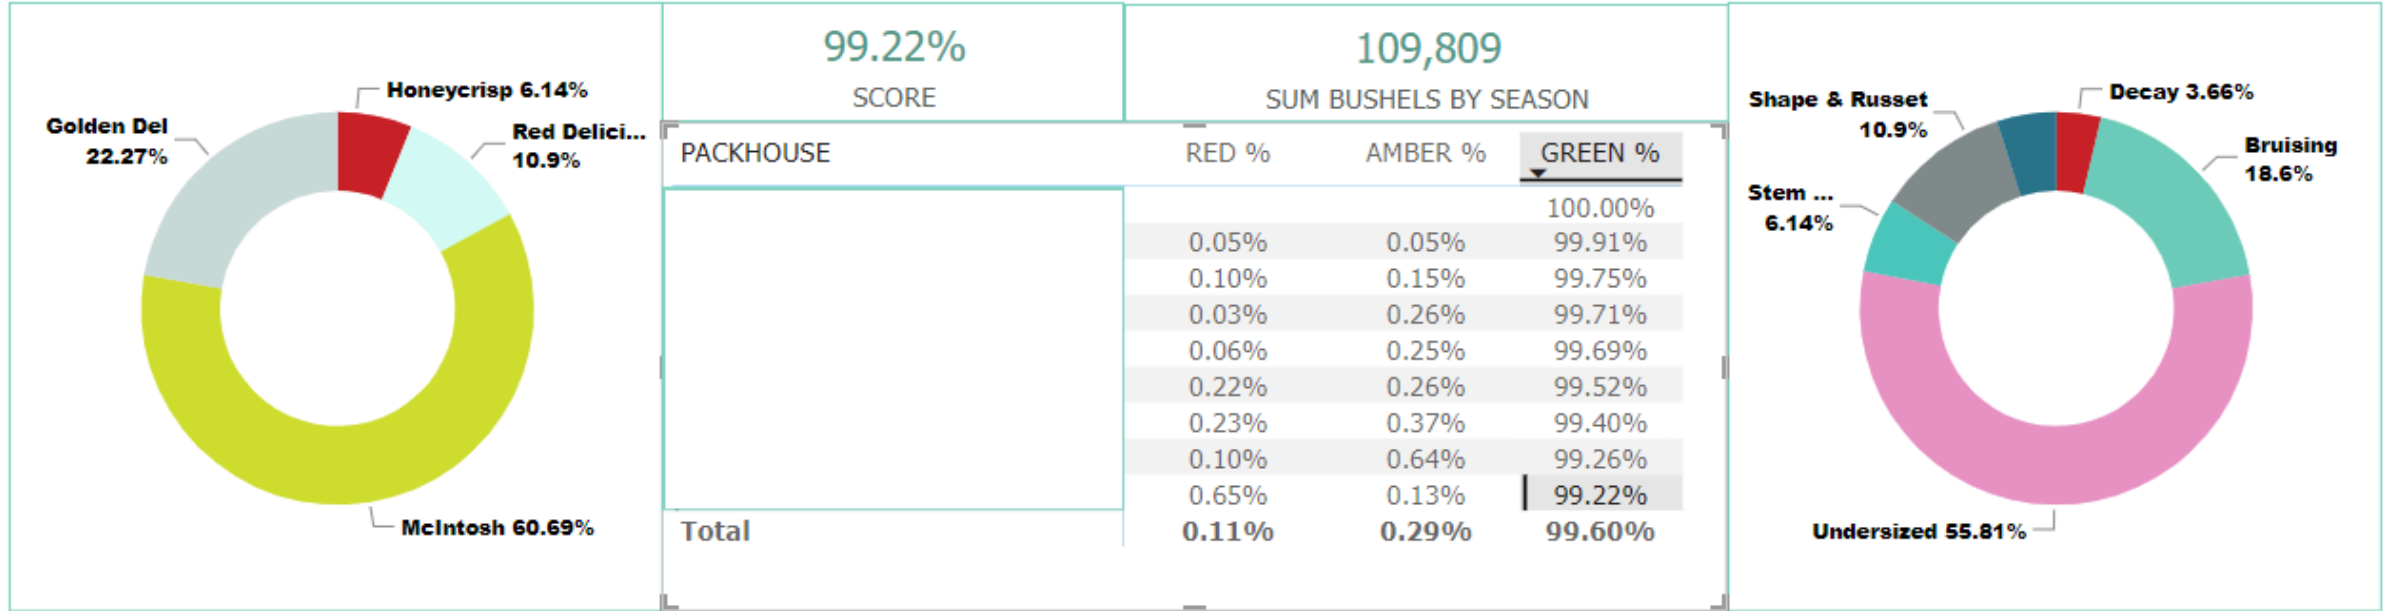 Honeycrisp 6.14%
Golden Del
22.27%
Red Delici...
10.9%
McIntosh 60.69%
99.22%
SCORE
109,809
SUM BUSHELS BY SEASON
PACKHOUSE RED % AMBER % GREEN %
100.00%
0.05% 0.05% 99.91%
0.10% 0.15% 99.75%
0.03% 0.26% 99.71%
0.06% 0.25% 99.69%
0.22% 0.26% 99.52%
0.23% 0.37% 99.40%
0.10% 0.64% 99.26%
0.65% 0.13% 99.22%
Total 0.11% 0.29% 99.60%
Decay 3.66%
Shape & Russet
10.9%
Bruising
18.6%
Stem ...
6.14%
Undersized 55.81%